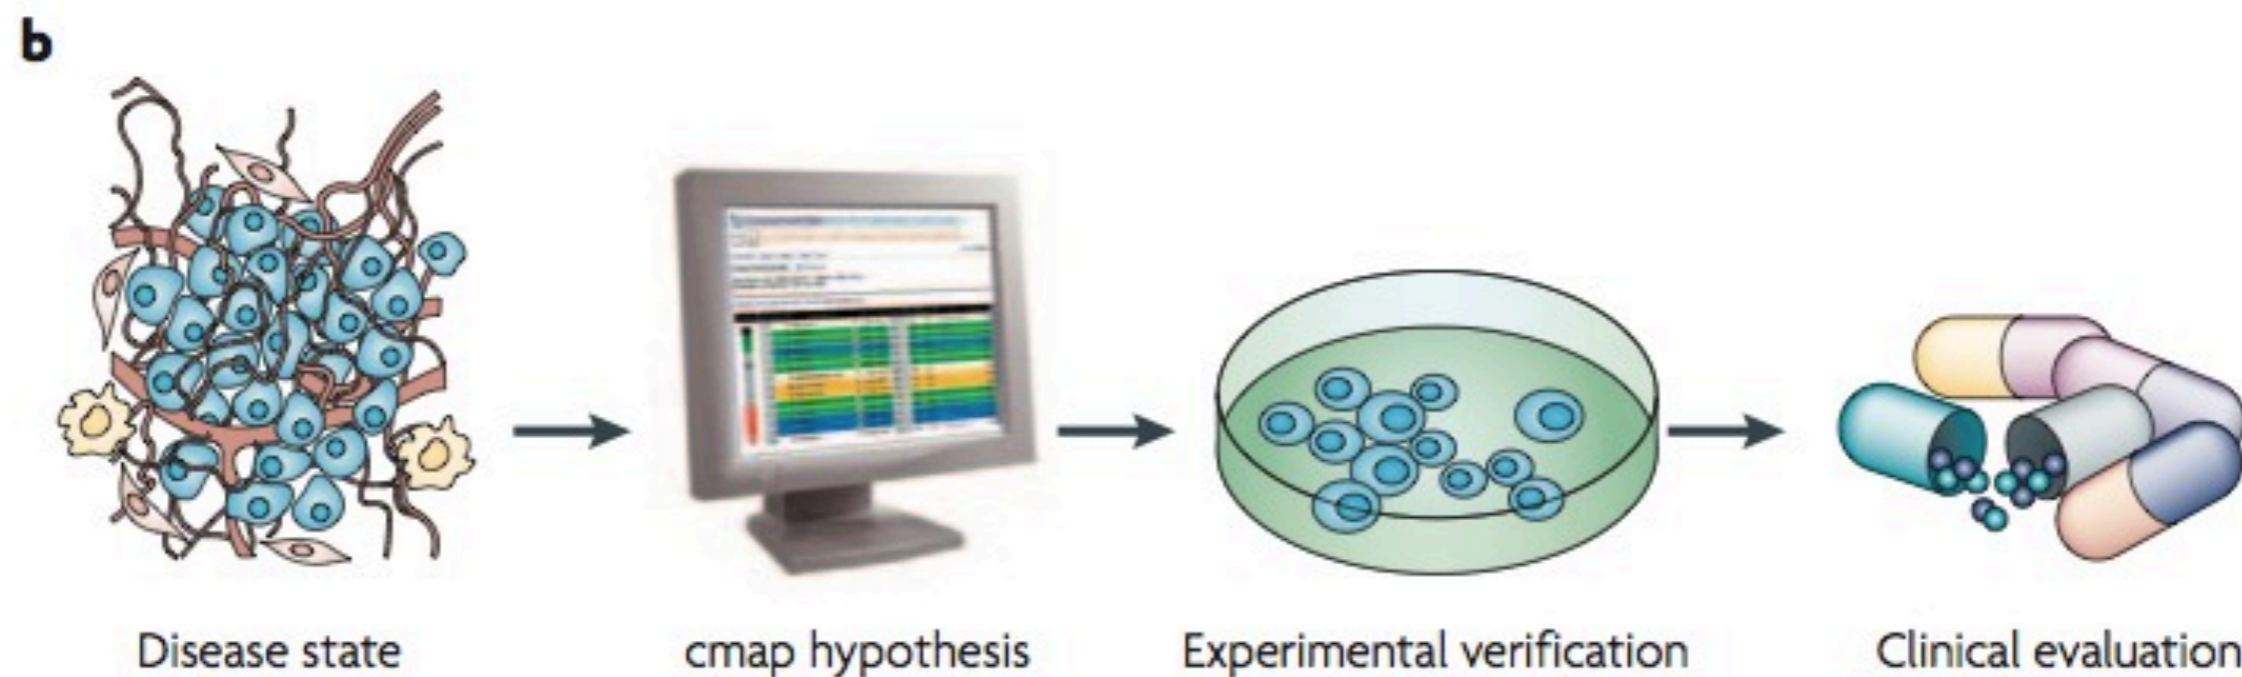 b
Disease state
cmap hypothesis
Experimental verification
Clinical evaluation